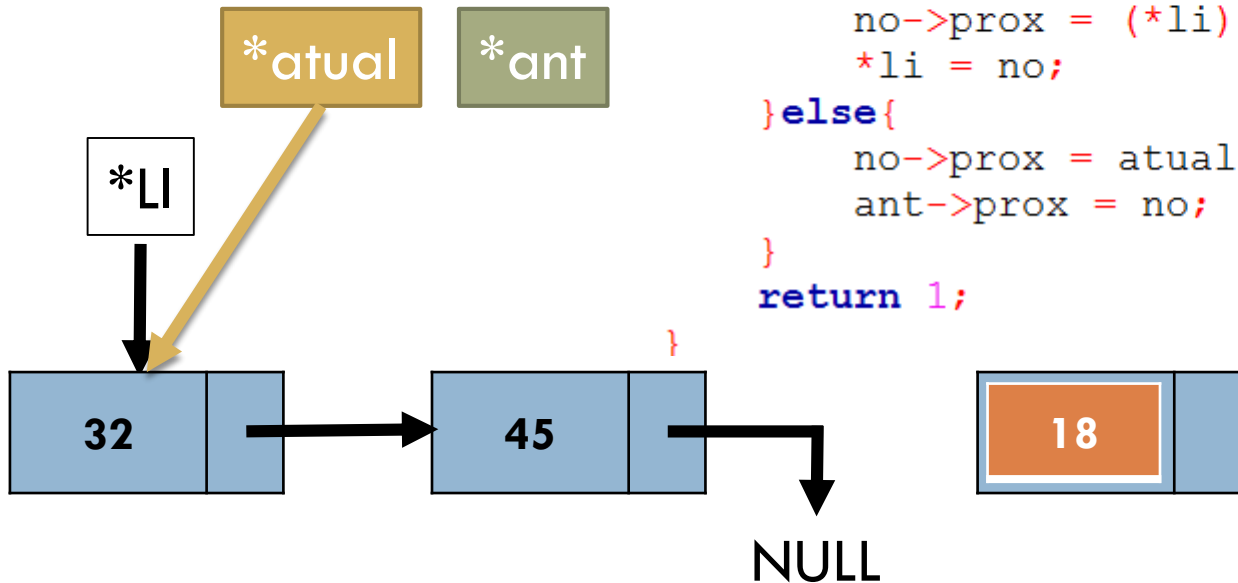 *atual
*ant
*LI
no->prox = (*li)
*li = no;
}else{
no->prox = atual
ant->prox = no;
}
return 1;
}
32
45
18
NULL